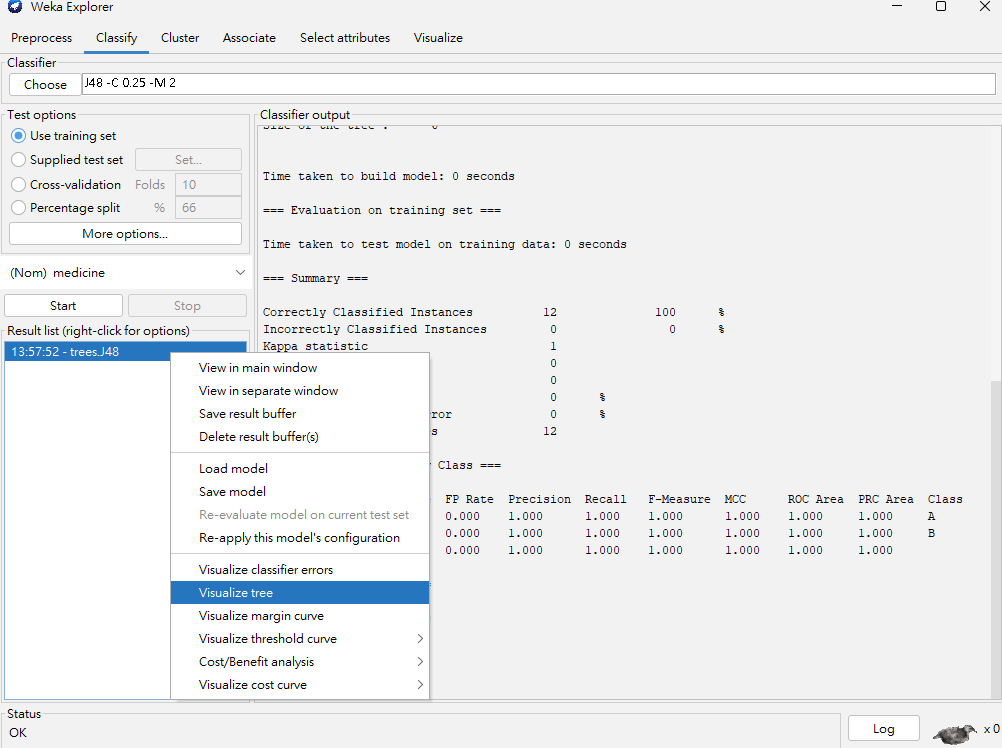 Weka Explorer
Preprocess Classify Cluster Associate Select attributes Visualize
Classifier
Choose J48 -C 0.25 -M 2
Test options
Use training set
Supplied test set Set...
Cross-validation Folds 10
Percentage split % 66
More options...
(Nom) medicine
Start Stop
Result list (right-click for options)
13:57:52 - trees.J48
View in main window
View in separate window
Save result buffer
Delete result buffer(s)
Load model
Save model
Re-evaluate model on current test set
Re-apply this model's configuration
Visualize classifier errors
Visualize tree
Visualize margin curve
Visualize threshold curve
Cost/Benefit analysis
Visualize cost curve
Classifier output
Size of the tree :
Time taken to build model: 0 seconds
=== Evaluation on training set ===
Time taken to test model on training data: 0 seconds
=== Summary ===
Correctly Classified Instances 12 100 %
Incorrectly Classified Instances 0 0 %
Kappa statistic 1
0
0
0 %
ror 0 %
s 12
Class ===
FP Rate Precision Recall F-Measure MCC ROC Area PRC Area Class
0.000 1.000 1.000 1.000 1.000 1.000 1.000 A
0.000 1.000 1.000 1.000 1.000 1.000 1.000 B
0.000 1.000 1.000 1.000 1.000 1.000 1.000
Status
OK
Log
x 0